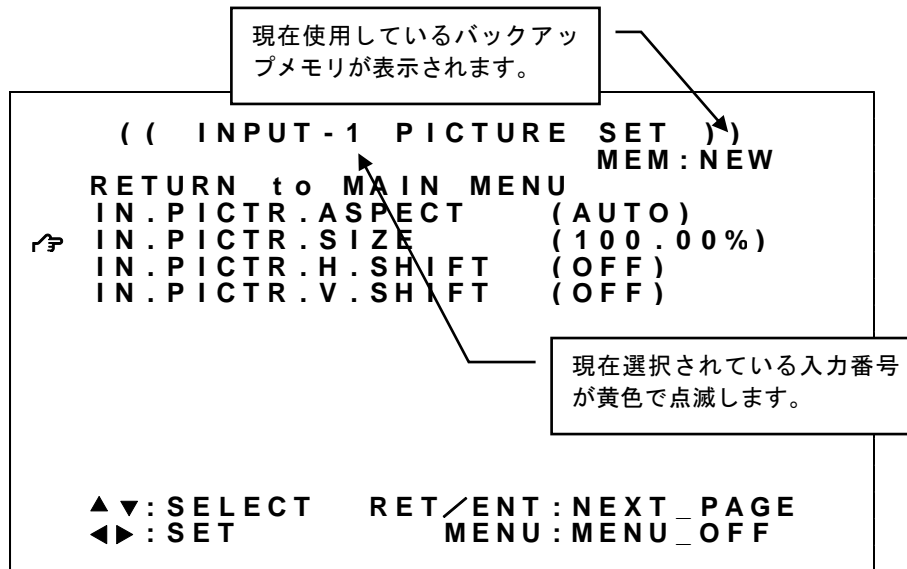 現在使用しているバックアッ
プメモリが表示されます。
(( INPUT-1 PICTURE SET ))
MEM:NEW
RETURN to MAIN MENU
IN.PICTR.ASPECT (AUTO)
☞ IN.PICTR.SIZE (100.00%)
IN.PICTR.H.SHIFT (OFF)
IN.PICTR.V.SHIFT (OFF)
現在選択されている入力番号
が黄色で点滅します。
▲▼:SELECT RET/ENT:NEXT_PAGE
◀▶:SET MENU:MENU_OFF